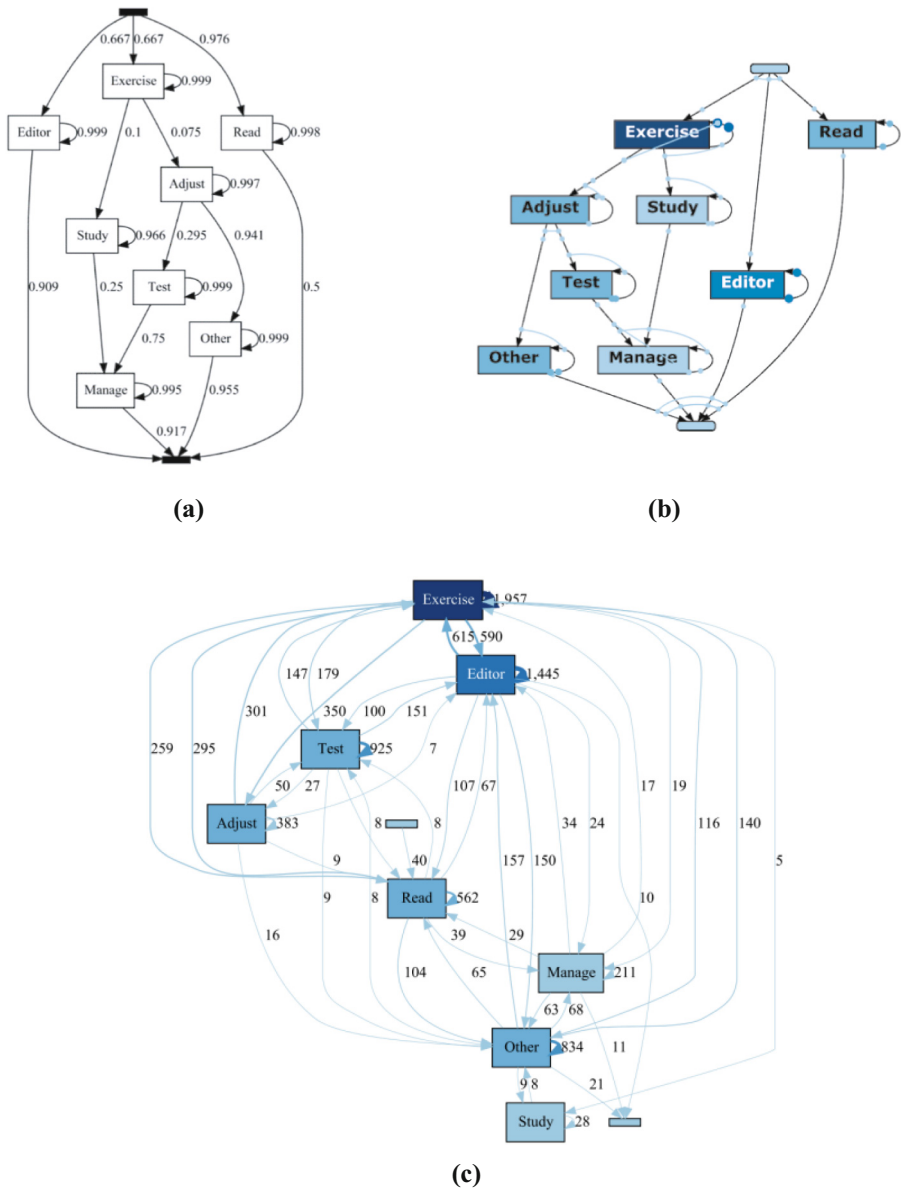 0.667 0.667 0.976
Exercise 0.999
Editor 0.999 0.1 0.075 Read 0.998
Adjust 0.997
Study 0.966 0.295 0.941
0.909 0.25 Test 0.999 0.5
0.75 Other 0.999
Manage 0.995 0.955
0.917
(a)
Exercise Read
Adjust Study
Test Editor
Other Manage
(b)
Exercise 1,957
615 590
147 179 Editor 1,445
301 350 100 151
259 295 Test 925 7 107 67 17 19
50 27 34 24 116 140
Adjust 383 8 8 157 150 5
9 40
9 8 Read 562 10
16 39 29
104 65 Manage 211
63 68
Other 834 11
9 8 21
Study 28
(c)